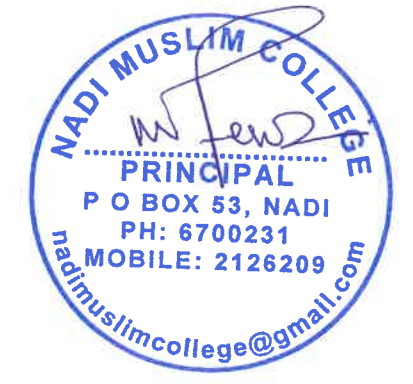 NADI MUSLIM COLLEGE
PRINCIPAL
P O BOX 53, NADI
PH: 6700231
MOBILE: 2126209
nadimuslimcollege@gmail.com